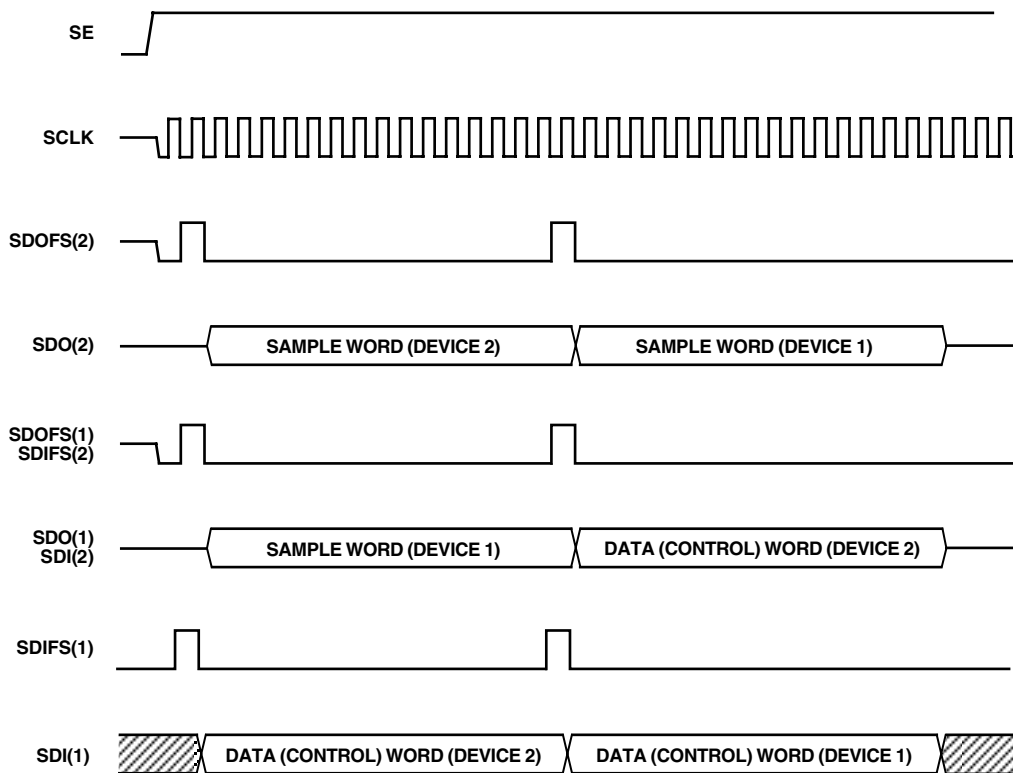 SE
SCLK
SDOFS(2)
SDO(2)
SAMPLE WORD (DEVICE 2)
SAMPLE WORD (DEVICE 1)
SDOFS(1)
SDIFS(2)
SDO(1)
SDI(2)
SAMPLE WORD (DEVICE 1)
DATA (CONTROL) WORD (DEVICE 2)
SDIFS(1)
SDI(1)
DATA (CONTROL) WORD (DEVICE 2)
DATA (CONTROL) WORD (DEVICE 1)